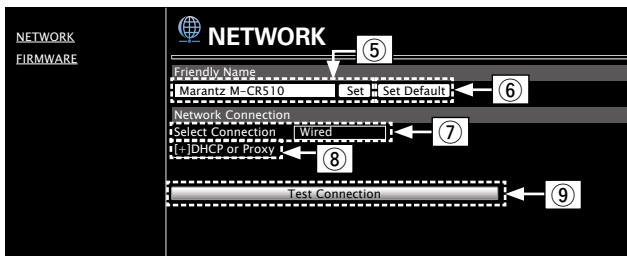 NETWORK
FIRMWARE
NETWORK
⑤
Friendly Name
Marantz M-CR510 Set Set Default ⑥
Network Connection
Select Connection Wired ⑦
[+]DHCP or Proxy ⑧
Test Connection ⑨